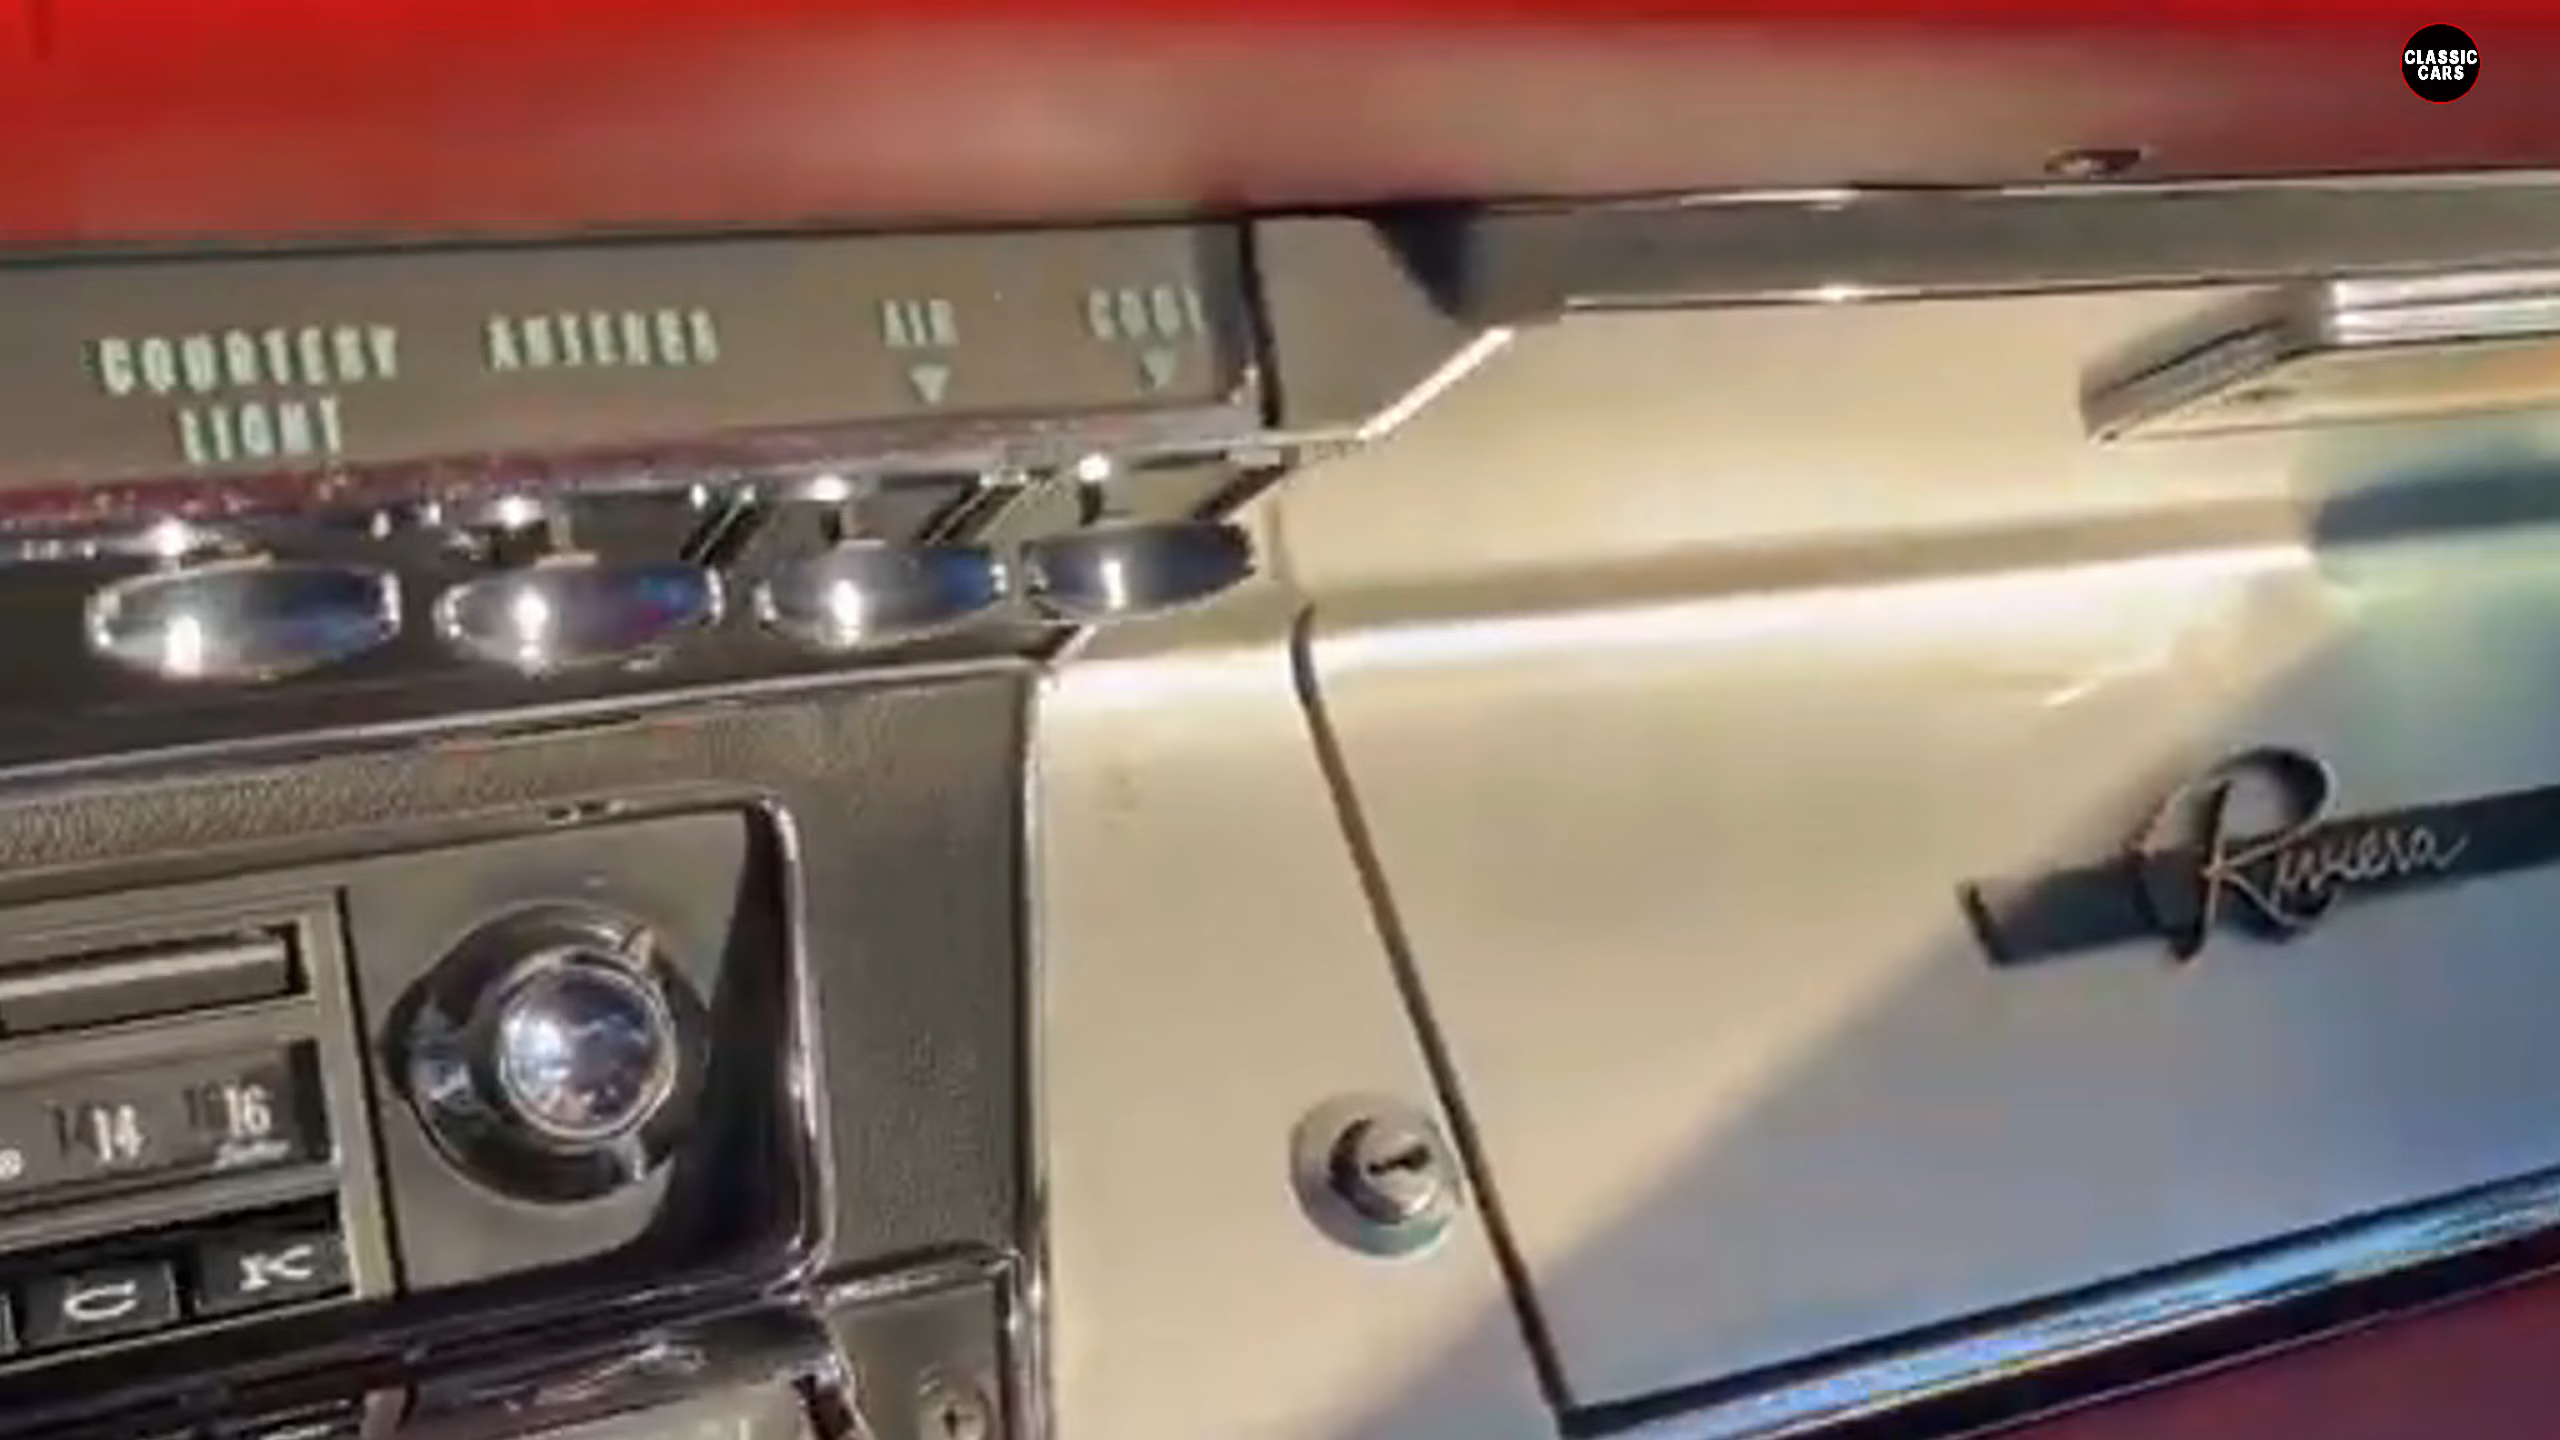 CLASSIC
CARS
COURTESY
LIGHT
ANTENNA
AIR
COOL
Riviera
14
16
C
K